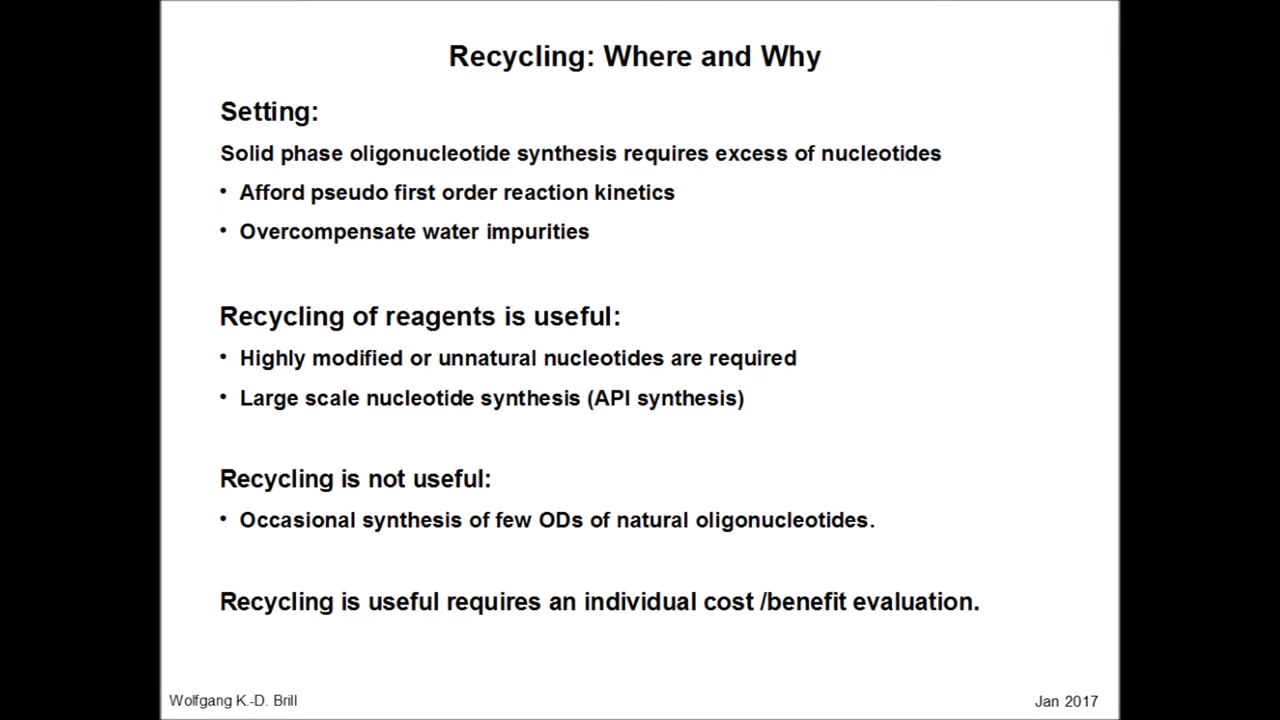 Recycling: Where and Why
Setting:
Solid phase oligonucleotide synthesis requires excess of nucleotides
• Afford pseudo first order reaction kinetics
• Overcompensate water impurities
Recycling of reagents is useful:
• Highly modified or unnatural nucleotides are required
• Large scale nucleotide synthesis (API synthesis)
Recycling is not useful:
• Occasional synthesis of few ODs of natural oligonucleotides.
Recycling is useful requires an individual cost /benefit evaluation.
Wolfgang K.-D. Brill
Jan 2017